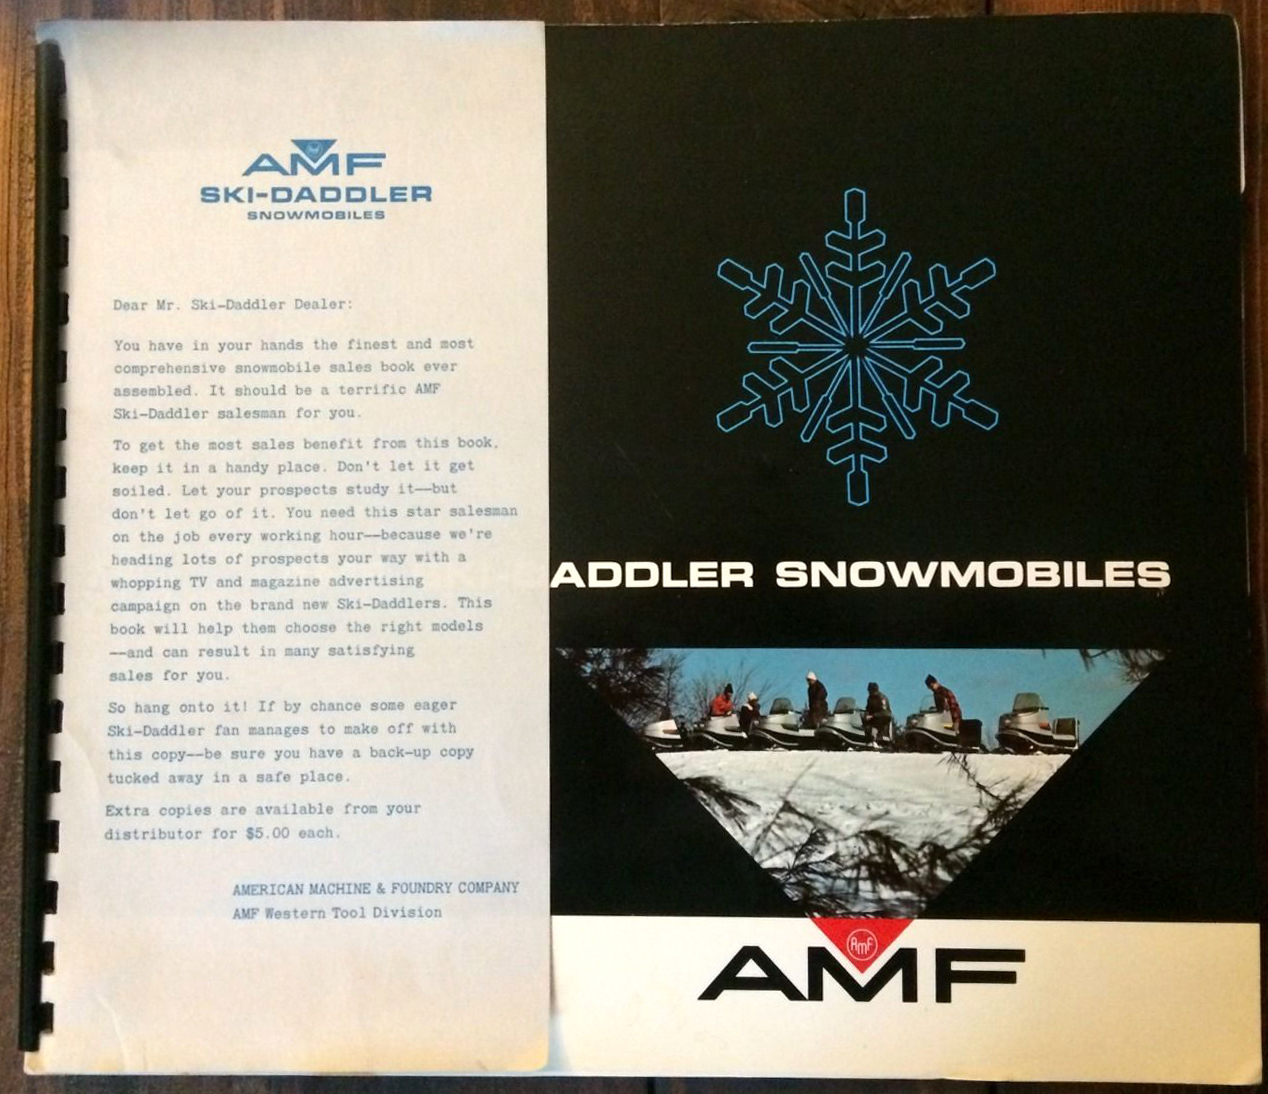 AMF
SKI-DADDLER
SNOWMOBILES
Dear Mr. Ski-Daddler Dealer:
You have in your hands the finest and most
comprehensive snowmobile sales book ever
assembled. It should be a terrific AMF
Ski-Daddler salesman for you.
To get the most sales benefit from this book,
keep it in a handy place. Don't let it get
soiled. Let your prospects study it--but
don't let go of it. You need this star salesman
on the job every working hour--because we're
heading lots of prospects your way with a
whopping TV and magazine advertising
campaign on the brand new Ski-Daddlers. This
book will help them choose the right models
--and can result in many satisfying
sales for you.
So hang onto it! If by chance some eager
Ski-Daddler fan manages to make off with
this copy--be sure you have a back-up copy
tucked away in a safe place.
Extra copies are available from your
distributor for $5.00 each.
AMERICAN MACHINE & FOUNDRY COMPANY
AMF Western Tool Division
ADDLER SNOWMOBILES
AMF
AMF